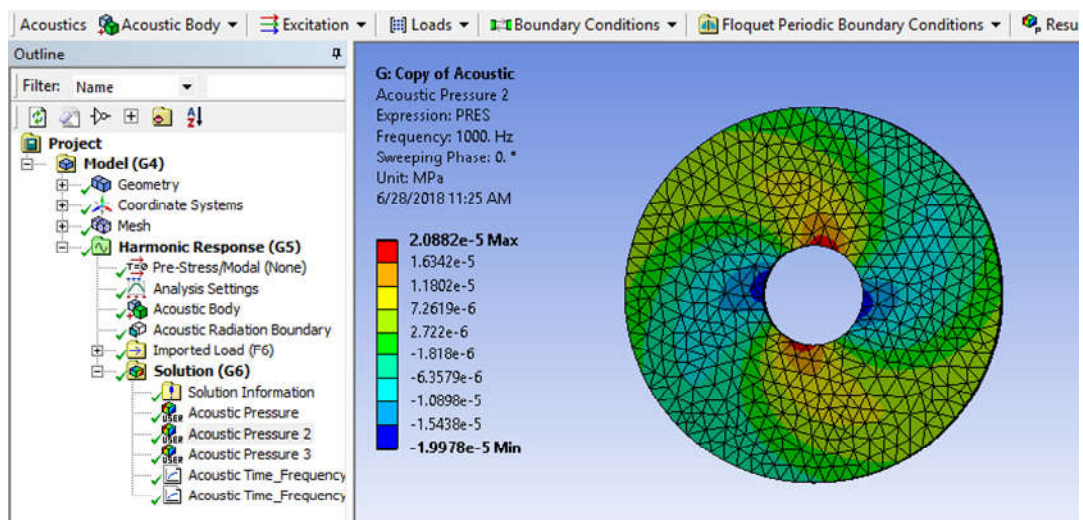 Acoustics Acoustic Body Excitation Loads Boundary Conditions Floquet Periodic Boundary Conditions Resu
Outline
Filter: Name
Project
Model (G4)
Geometry
Coordinate Systems
Mesh
Harmonic Response (G5)
Pre-Stress/Modal (None)
Analysis Settings
Acoustic Body
Acoustic Radiation Boundary
Imported Load (F6)
Solution (G6)
Solution Information
Acoustic Pressure
Acoustic Pressure 2
Acoustic Pressure 3
Acoustic Time_Frequency
Acoustic Time_Frequency
G: Copy of Acoustic
Acoustic Pressure 2
Expression: PRES
Frequency: 1000. Hz
Sweeping Phase: 0. °
Unit: MPa
6/28/2018 11:25 AM
2.0882e-5 Max
1.6342e-5
1.1802e-5
7.2619e-6
2.722e-6
-1.818e-6
-6.3579e-6
-1.0898e-5
-1.5438e-5
-1.9978e-5 Min